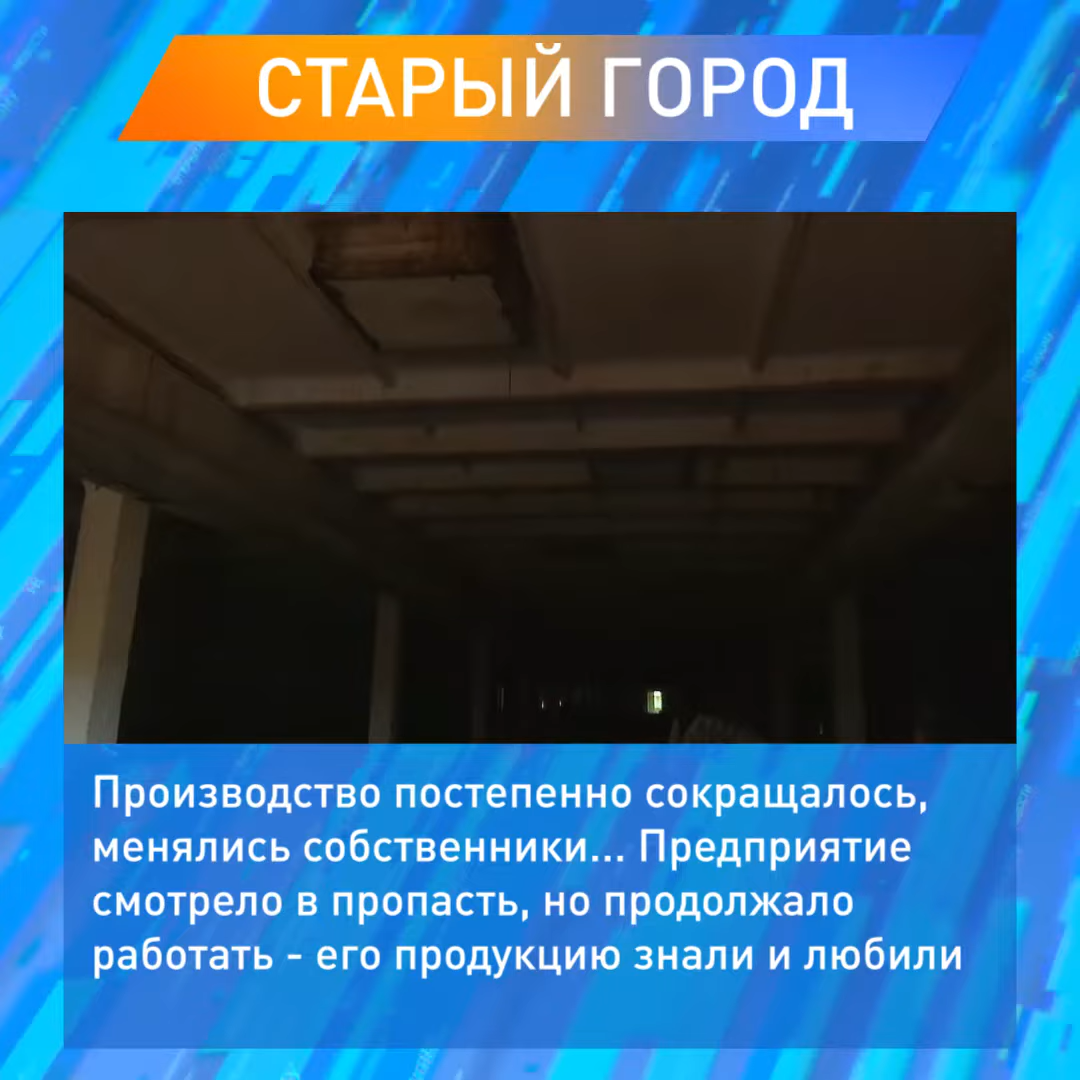 СТАРЫЙ ГОРОД
Производство постепенно сокращалось,
менялись собственники... Предприятие
смотрело в пропасть, но продолжало
работать - его продукцию знали и любили